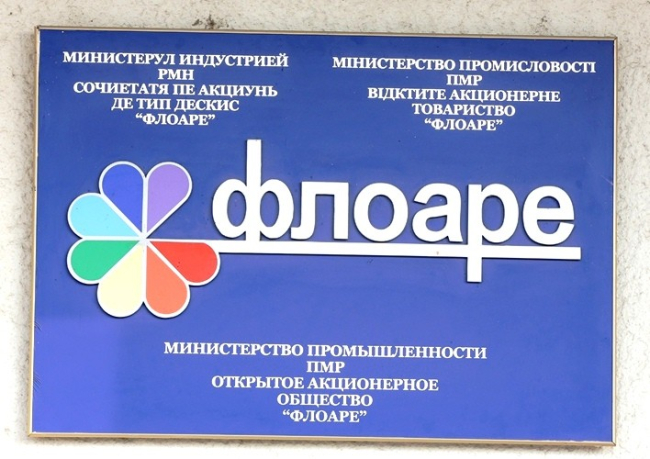 МИНИСТЕРУЛ ИНДУСТРИЕЙ
РМН
СОЧИЕТАТЯ ПЕ АКЦИУНЬ
ДЕ ТИП ДЕСКИС
“ФЛОАРЕ”
МІНІСТЕРСТВО ПРОМИСЛОВОСТІ
ПМР
ВІДКТИТЕ АКЦИОНЕРНЕ
ТОВАРИСТВО
“ФЛОАРЕ”
флоаре
МИНИСТЕРСТВО ПРОМЫШЛЕННОСТИ
ПМР
ОТКРЫТОЕ АКЦИОНЕРНОЕ
ОБЩЕСТВО
“ФЛОАРЕ”